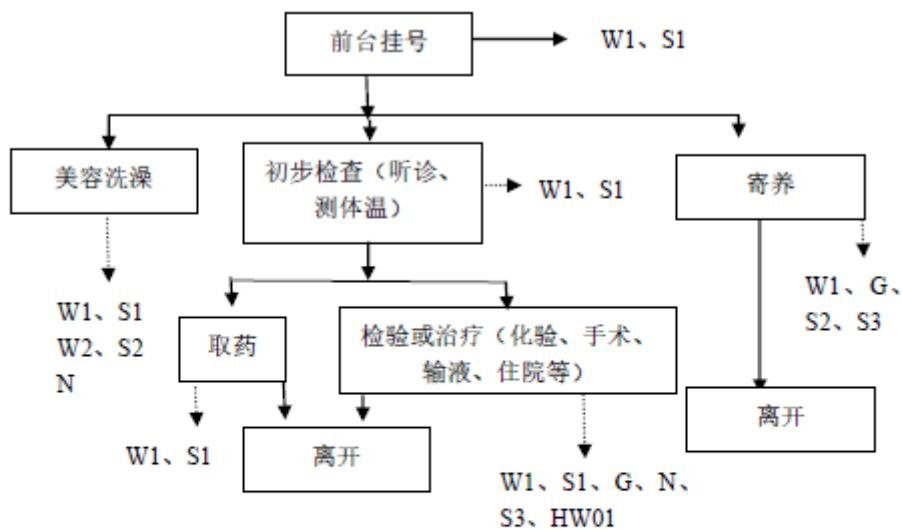 前台挂号
W1、S1
美容洗澡
初步检查（听诊、
测体温）
W1、S1
寄养
W1、S1
W2、S2
N
取药
检验或治疗（化验、手术、
输液、住院等）
W1、G、
S2、S3
W1、S1
离开
W1、S1、G、N、
S3、HW01
离开